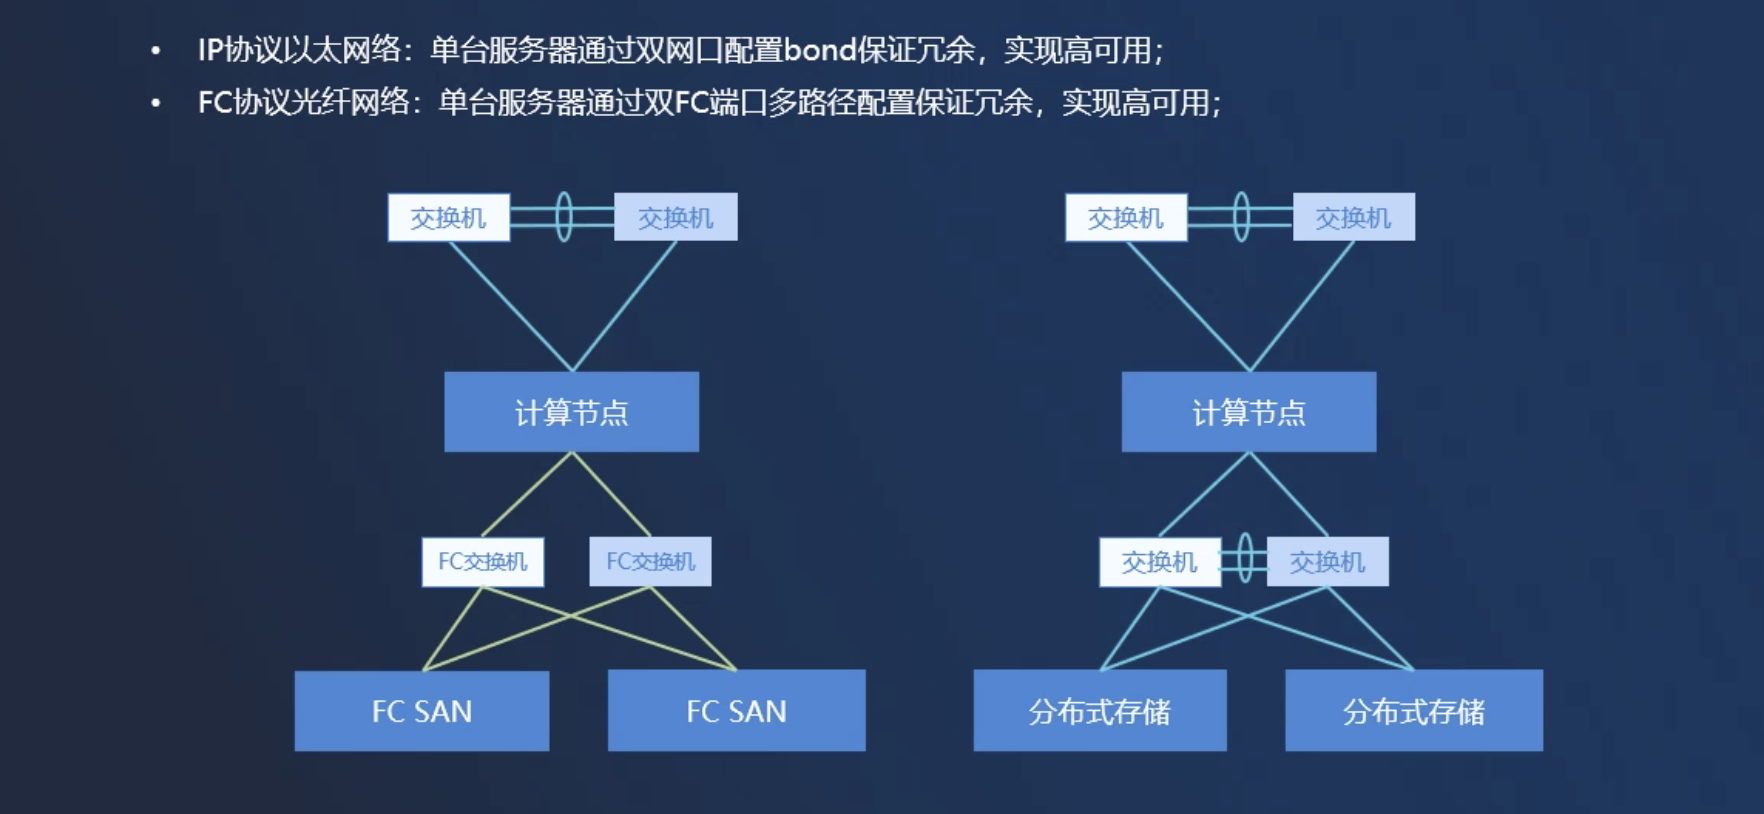 • IP协议以太网络：单台服务器通过双网口配置bond保证冗余，实现高可用；
• FC协议光纤网络：单台服务器通过双FC端口多路径配置保证冗余，实现高可用；
交换机
交换机
交换机
交换机
计算节点
计算节点
FC交换机
FC交换机
交换机
交换机
FC SAN
FC SAN
分布式存储
分布式存储